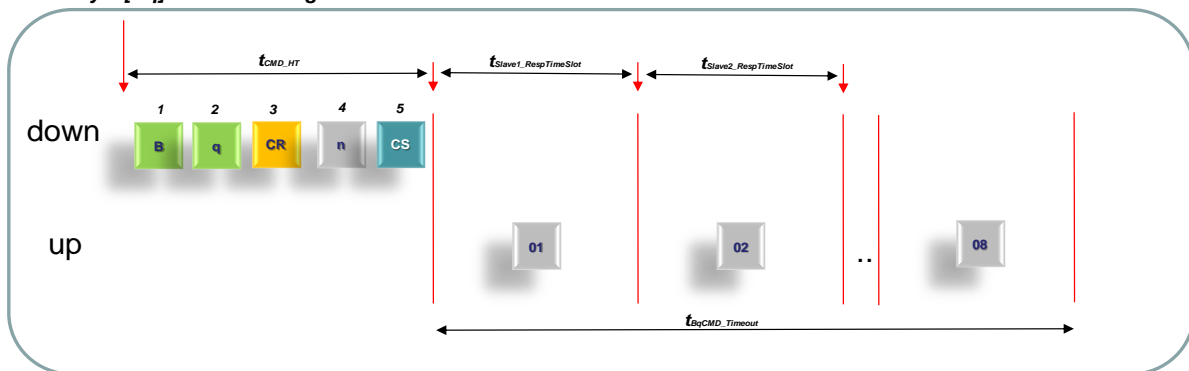 tCMD_HT tSlave1_RespTimeSlot tSlave2_RespTimeSlot
1 2 3 4 5
down B q CR n CS
up 01 02 .. 08
tBqCMD_Timeout